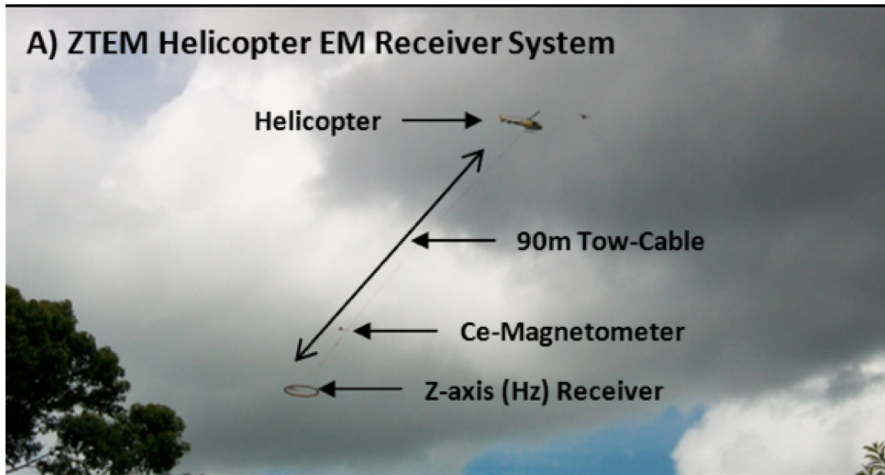 A) ZTEM Helicopter EM Receiver System
Helicopter
90m Tow-Cable
Ce-Magnetometer
Z-axis (Hz) Receiver